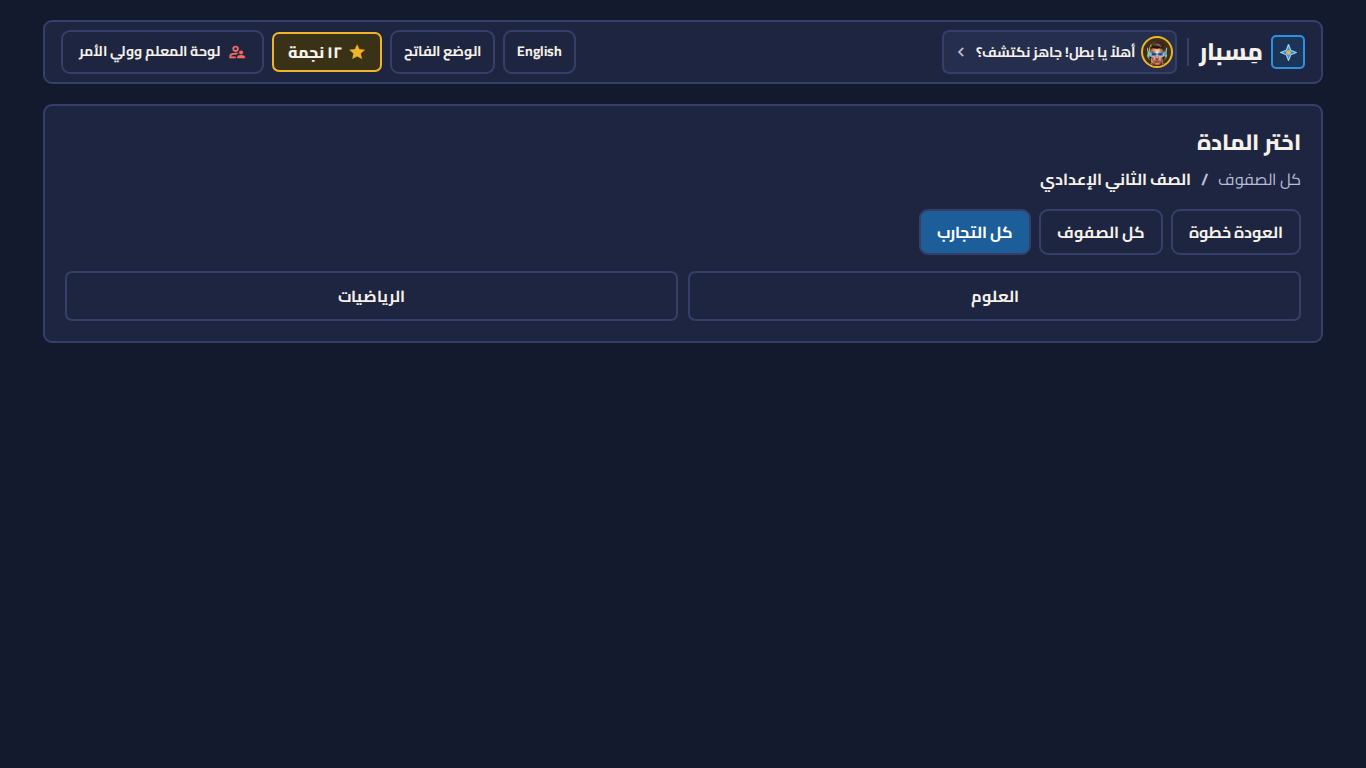 مِسبار
أهلاً يا بطل! جاهز نكتشف؟
English
الوضع الفاتح
١٢ نجمة
لوحة المعلم وولي الأمر
اختر المادة
كل الصفوف / الصف الثاني الإعدادي
العودة خطوة
كل الصفوف
كل التجارب
العلوم
الرياضيات